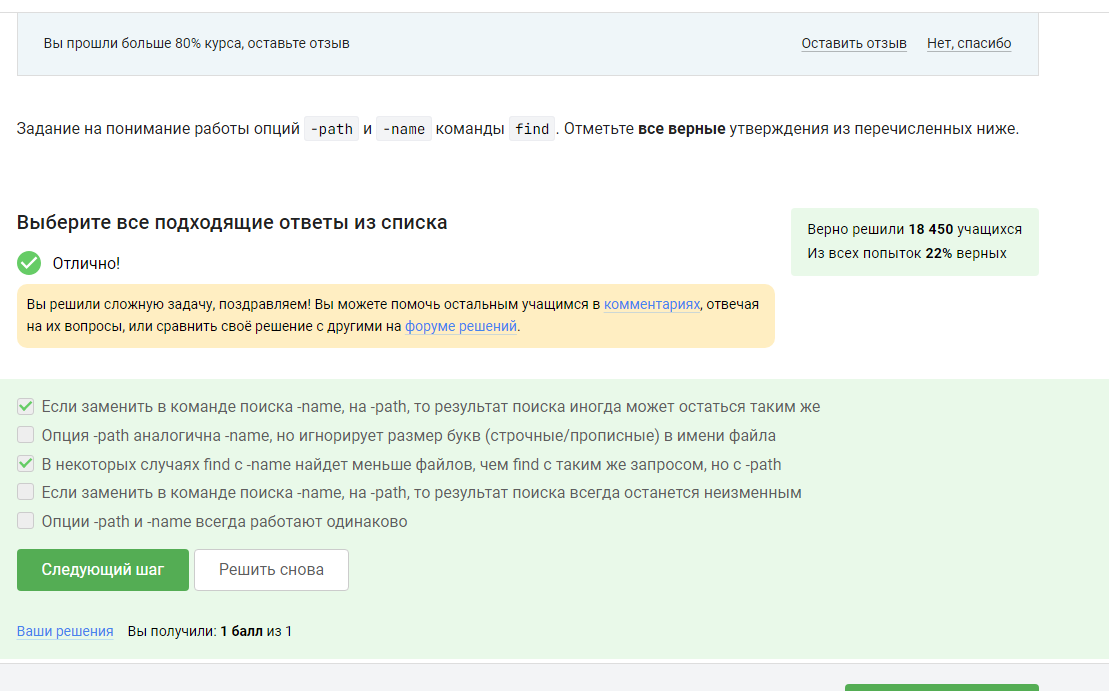 Вы прошли больше 80% курса, оставьте отзыв
Оставить отзыв
Нет, спасибо
Задание на понимание работы опций -path и -name команды find . Отметьте все верные утверждения из перечисленных ниже.
Выберите все подходящие ответы из списка
Верно решили 18 450 учащихся
Из всех попыток 22% верных
Отлично!
Вы решили сложную задачу, поздравляем! Вы можете помочь остальным учащимся в комментариях, отвечая
на их вопросы, или сравнить своё решение с другими на форуме решений.
Если заменить в команде поиска -name, на -path, то результат поиска иногда может остаться таким же
Опция -path аналогична -name, но игнорирует размер букв (строчные/прописные) в имени файла
В некоторых случаях find с -name найдет меньше файлов, чем find с таким же запросом, но с -path
Если заменить в команде поиска -name, на -path, то результат поиска всегда останется неизменным
Опции -path и -name всегда работают одинаково
Следующий шаг
Решить снова
Ваши решения
Вы получили: 1 балл из 1